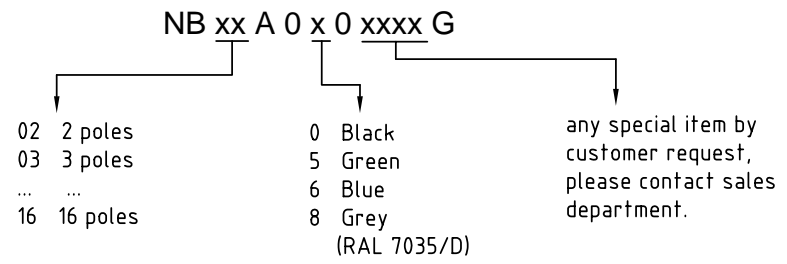 NB xx A 0 x 0 xxxx G
02 2 poles
03 3 poles
... ...
16 16 poles
0 Black
5 Green
6 Blue
8 Grey
(RAL 7035/D)
any special item by
customer request,
please contact sales
department.